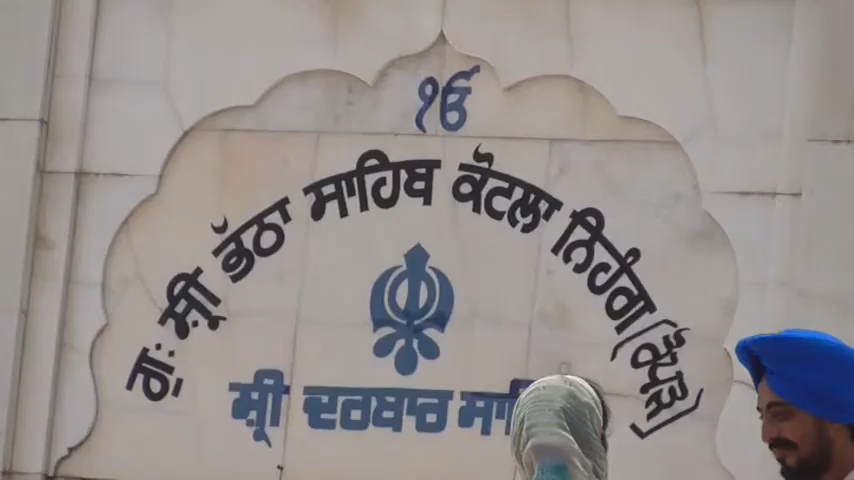 ੴ
ਗੁ: ਸ਼੍ਰੀ ਭੱਠਾ ਸਾਹਿਬ ਕੋਟਲਾ ਨਿਹੰਗ (ਰੋਪੜ)
ਸ਼੍ਰੀ ਦਰਬਾਰ